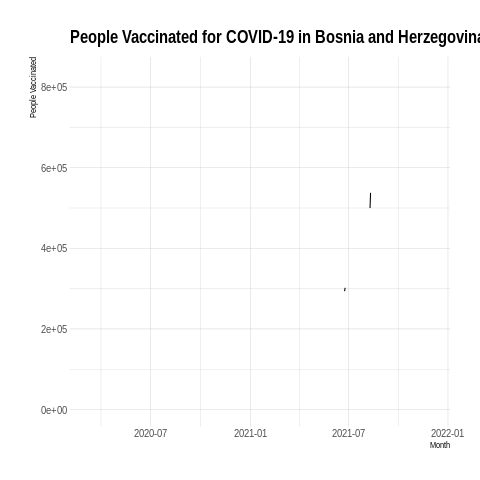 People Vaccinated for COVID-19 in Bosnia and Herzegovina
People Vaccinated
8e+05
6e+05
4e+05
2e+05
0e+00
2020-07
2021-01
2021-07
2022-01
Month